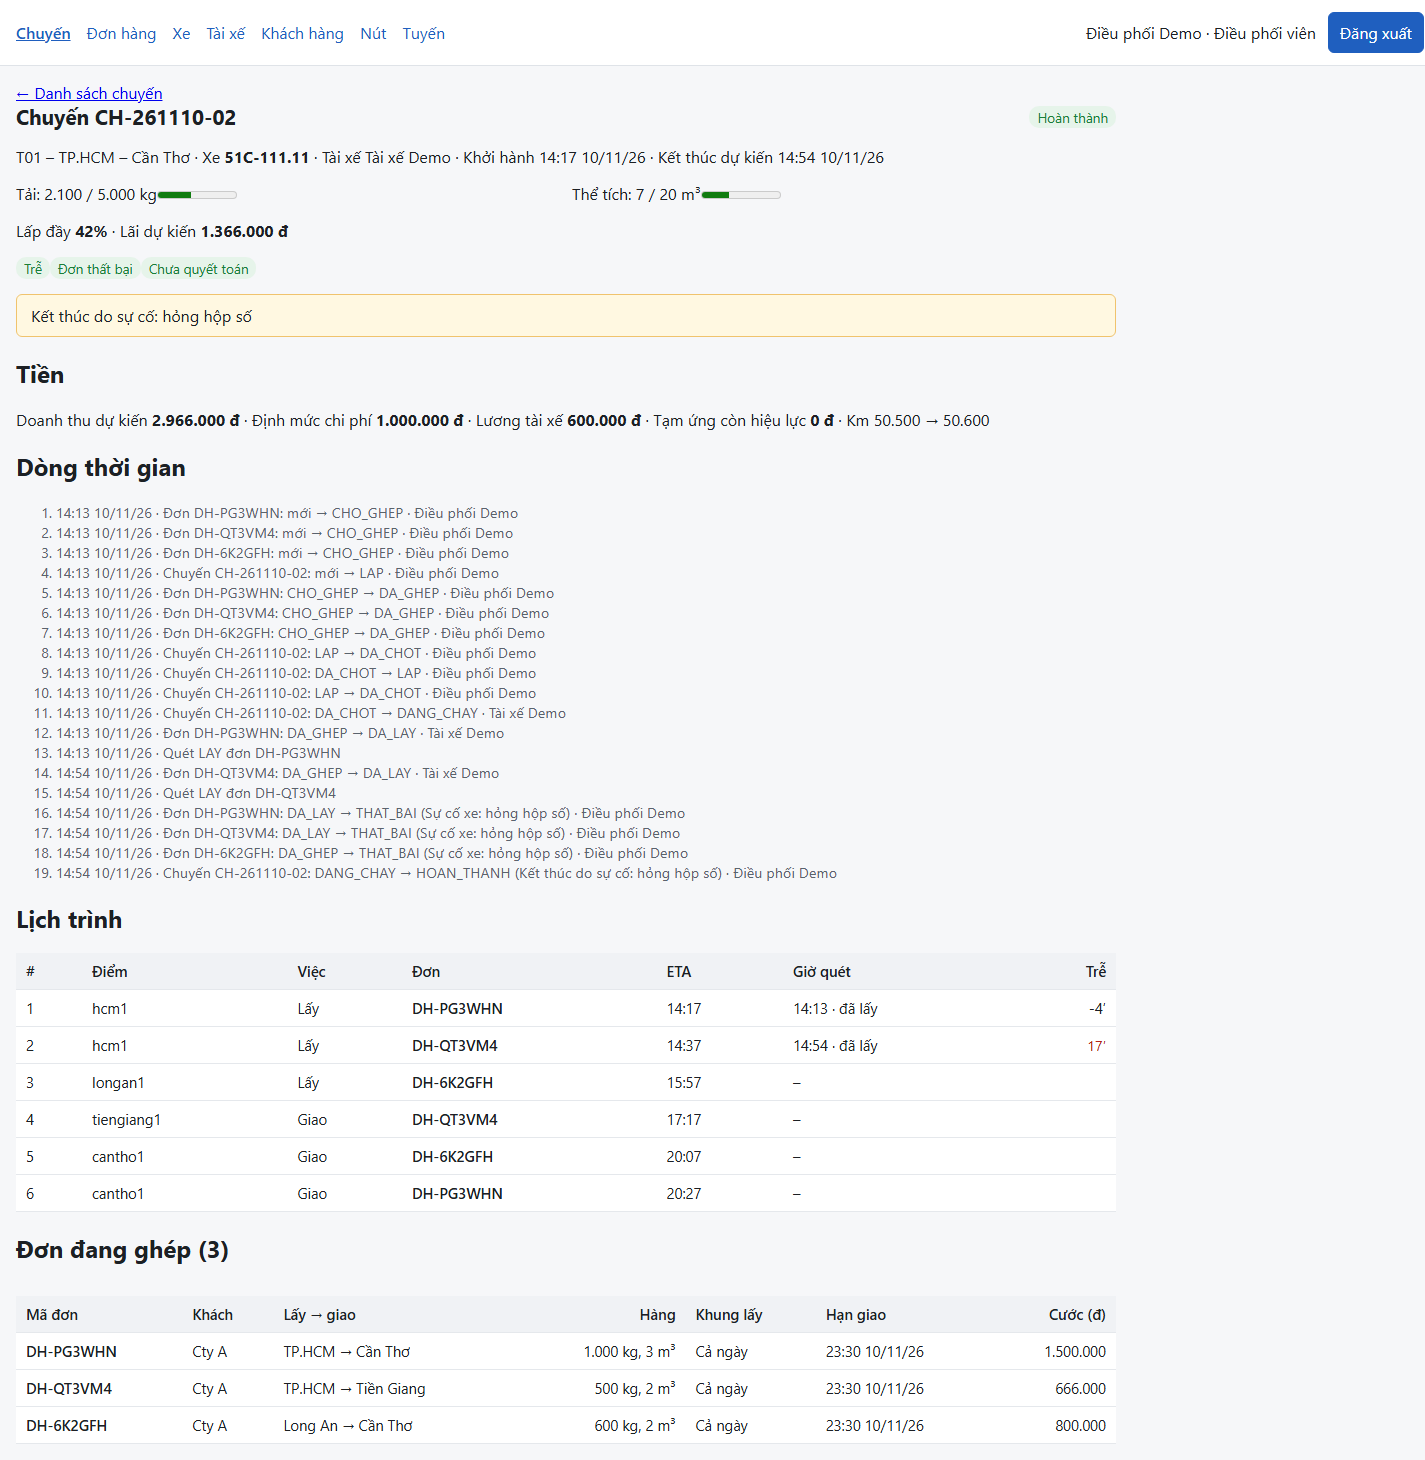 Chuyến Đơn hàng Xe Tài xế Khách hàng Nút Tuyến Điều phối Demo · Điều phối viên Đăng xuất
← Danh sách chuyến
Chuyến CH-261110-02 Hoàn thành
T01 – TP.HCM – Cần Thơ · Xe 51C-111.11 · Tài xế Tài xế Demo · Khởi hành 14:17 10/11/26 · Kết thúc dự kiến 14:54 10/11/26
Tải: 2.100 / 5.000 kg Thể tích: 7 / 20 m³
Lấp đầy 42% · Lãi dự kiến 1.366.000 đ
Trễ Đơn thất bại Chưa quyết toán
Kết thúc do sự cố: hỏng hộp số
Tiền
Doanh thu dự kiến 2.966.000 đ · Định mức chi phí 1.000.000 đ · Lương tài xế 600.000 đ · Tạm ứng còn hiệu lực 0 đ · Km 50.500 → 50.600
Dòng thời gian
1. 14:13 10/11/26 · Đơn DH-PG3WHN: mới → CHO_GHEP · Điều phối Demo
2. 14:13 10/11/26 · Đơn DH-QT3VM4: mới → CHO_GHEP · Điều phối Demo
3. 14:13 10/11/26 · Đơn DH-6K2GFH: mới → CHO_GHEP · Điều phối Demo
4. 14:13 10/11/26 · Chuyến CH-261110-02: mới → LAP · Điều phối Demo
5. 14:13 10/11/26 · Đơn DH-PG3WHN: CHO_GHEP → DA_GHEP · Điều phối Demo
6. 14:13 10/11/26 · Đơn DH-QT3VM4: CHO_GHEP → DA_GHEP · Điều phối Demo
7. 14:13 10/11/26 · Đơn DH-6K2GFH: CHO_GHEP → DA_GHEP · Điều phối Demo
8. 14:13 10/11/26 · Chuyến CH-261110-02: LAP → DA_CHOT · Điều phối Demo
9. 14:13 10/11/26 · Chuyến CH-261110-02: DA_CHOT → LAP · Điều phối Demo
10. 14:13 10/11/26 · Chuyến CH-261110-02: LAP → DA_CHOT · Điều phối Demo
11. 14:13 10/11/26 · Chuyến CH-261110-02: DA_CHOT → DANG_CHAY · Tài xế Demo
12. 14:13 10/11/26 · Đơn DH-PG3WHN: DA_GHEP → DA_LAY · Tài xế Demo
13. 14:13 10/11/26 · Quét LAY đơn DH-PG3WHN
14. 14:54 10/11/26 · Đơn DH-QT3VM4: DA_GHEP → DA_LAY · Tài xế Demo
15. 14:54 10/11/26 · Quét LAY đơn DH-QT3VM4
16. 14:54 10/11/26 · Đơn DH-PG3WHN: DA_LAY → THAT_BAI (Sự cố xe: hỏng hộp số) · Điều phối Demo
17. 14:54 10/11/26 · Đơn DH-QT3VM4: DA_LAY → THAT_BAI (Sự cố xe: hỏng hộp số) · Điều phối Demo
18. 14:54 10/11/26 · Đơn DH-6K2GFH: DA_GHEP → THAT_BAI (Sự cố xe: hỏng hộp số) · Điều phối Demo
19. 14:54 10/11/26 · Chuyến CH-261110-02: DANG_CHAY → HOAN_THANH (Kết thúc do sự cố: hỏng hộp số) · Điều phối Demo
Lịch trình
# Điểm Việc Đơn ETA Giờ quét Trễ
1 hcm1 Lấy DH-PG3WHN 14:17 14:13 · đã lấy -4′
2 hcm1 Lấy DH-QT3VM4 14:37 14:54 · đã lấy 17′
3 longan1 Lấy DH-6K2GFH 15:57 –
4 tiengiang1 Giao DH-QT3VM4 17:17 –
5 cantho1 Giao DH-6K2GFH 20:07 –
6 cantho1 Giao DH-PG3WHN 20:27 –
Đơn đang ghép (3)
Mã đơn Khách Lấy → giao Hàng Khung lấy Hạn giao Cước (đ)
DH-PG3WHN Cty A TP.HCM → Cần Thơ 1.000 kg, 3 m³ Cả ngày 23:30 10/11/26 1.500.000
DH-QT3VM4 Cty A TP.HCM → Tiền Giang 500 kg, 2 m³ Cả ngày 23:30 10/11/26 666.000
DH-6K2GFH Cty A Long An → Cần Thơ 600 kg, 2 m³ Cả ngày 23:30 10/11/26 800.000